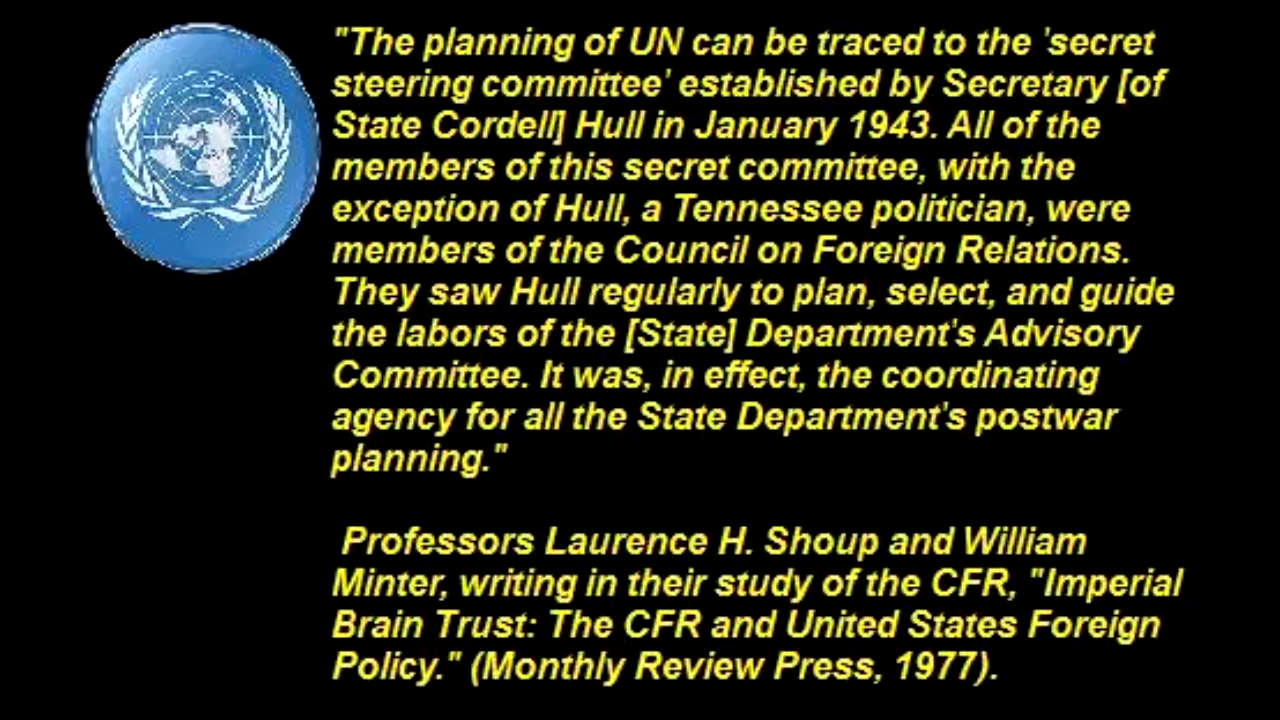 "The planning of UN can be traced to the 'secret
steering committee' established by Secretary [of
State Cordell] Hull in January 1943. All of the
members of this secret committee, with the
exception of Hull, a Tennessee politician, were
members of the Council on Foreign Relations.
They saw Hull regularly to plan, select, and guide
the labors of the [State] Department's Advisory
Committee. It was, in effect, the coordinating
agency for all the State Department's postwar
planning."
Professors Laurence H. Shoup and William
Minter, writing in their study of the CFR, "Imperial
Brain Trust: The CFR and United States Foreign
Policy." (Monthly Review Press, 1977).